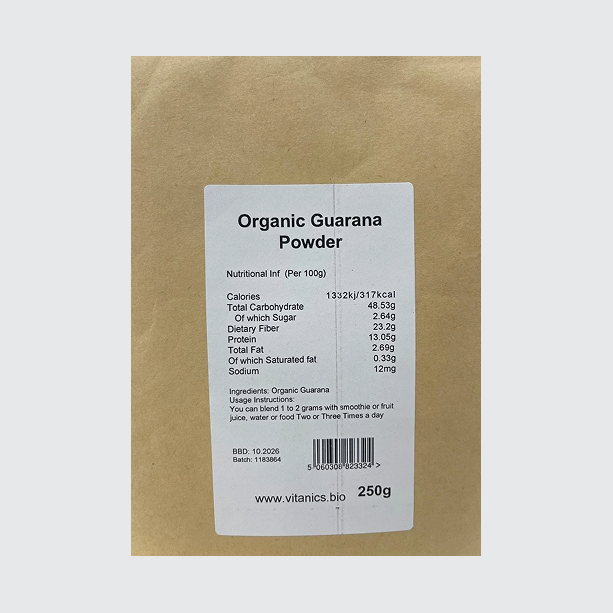 Organic Guarana
Powder
Nutritional Inf (Per 100g)
Calories 1332kj/317kcal
Total Carbohydrate 48.53g
Of which Sugar 2.64g
Dietary Fiber 23.2g
Protein 13.05g
Total Fat 2.69g
Of which Saturated fat 0.33g
Sodium 12mg
Ingredients: Organic Guarana
Usage Instructions:
You can blend 1 to 2 grams with smoothie or fruit
juice, water or food Two or Three Times a day
BBD: 10.2026
Batch: 1183864
5 060308 823324 >
www.vitanics.bio 250g